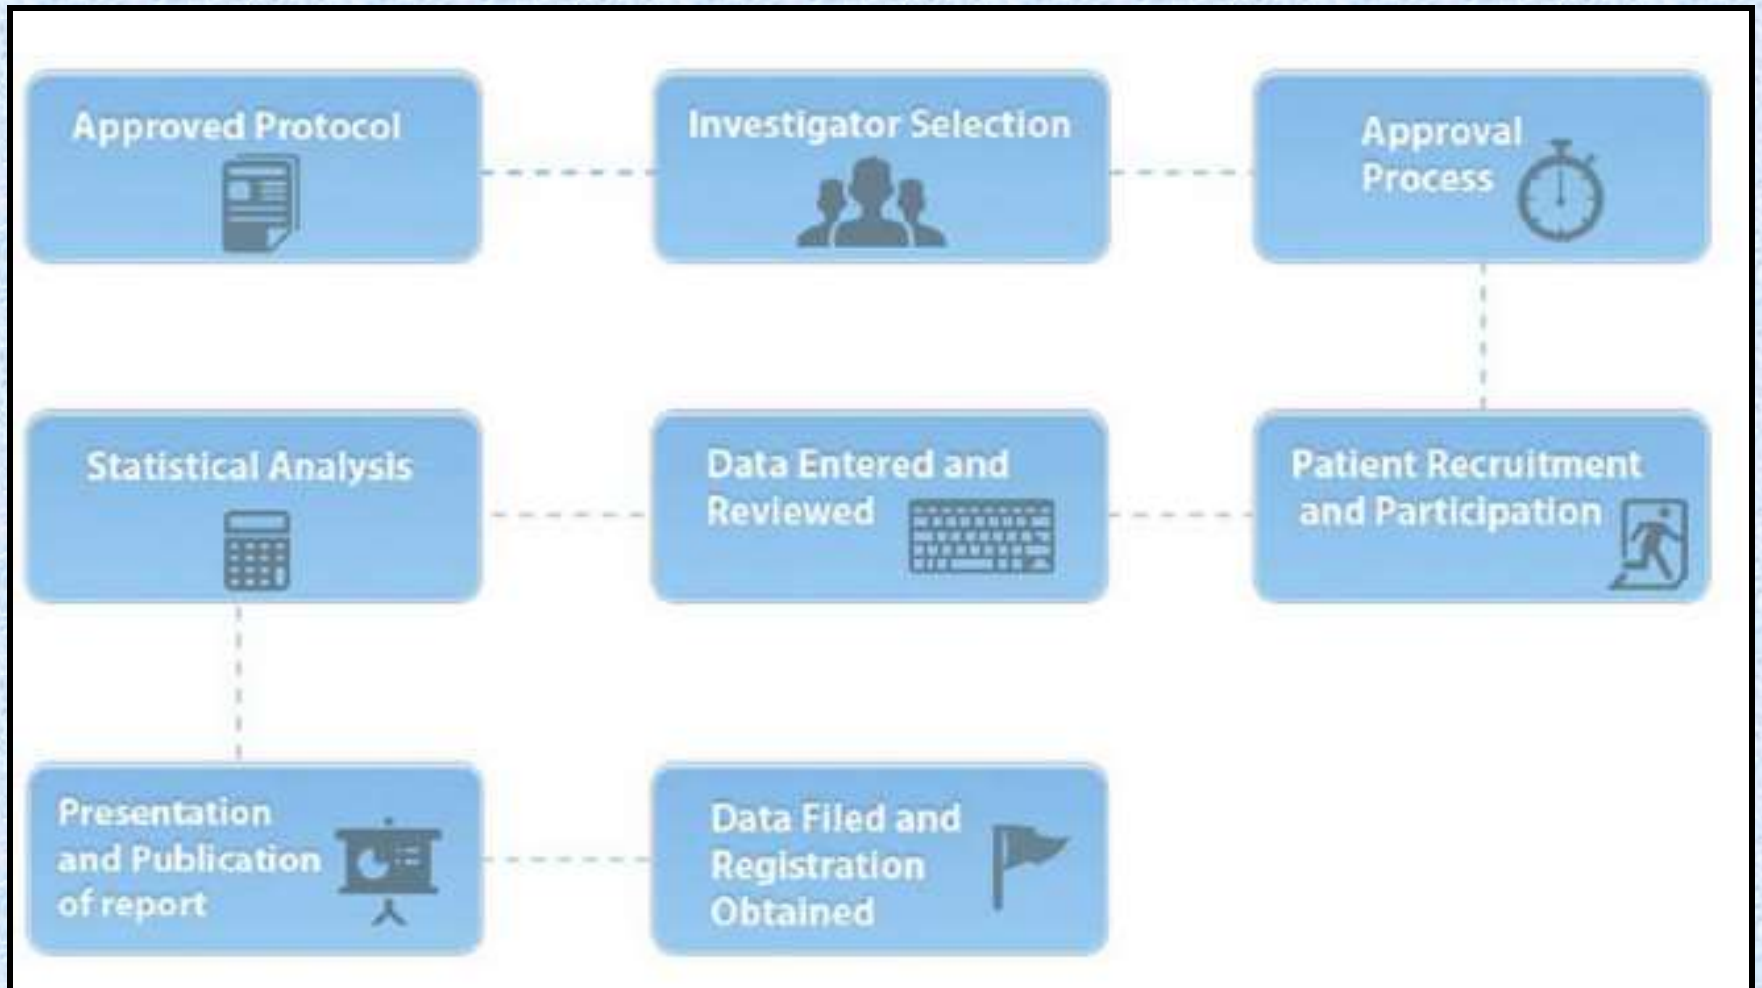 Approved Protocol
Investigator Selection
Approval
Process
Statistical Analysis
Data Entered and
Reviewed
Patient Recruitment
and Participation
Presentation
and Publication
of report
Data Filed and
Registration
Obtained